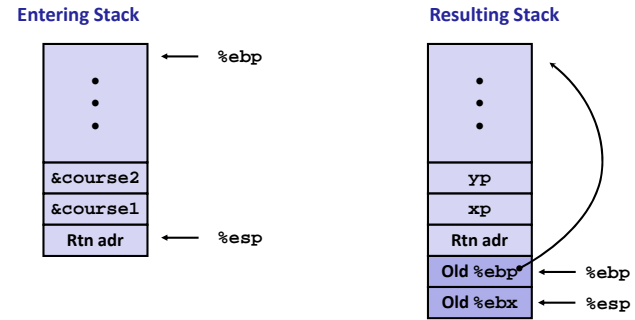 Entering Stack
%ebp
&course2
&course1
Rtn adr
%esp
Resulting Stack
yp
xp
Rtn adr
Old %ebp
%ebp
Old %ebx
%esp